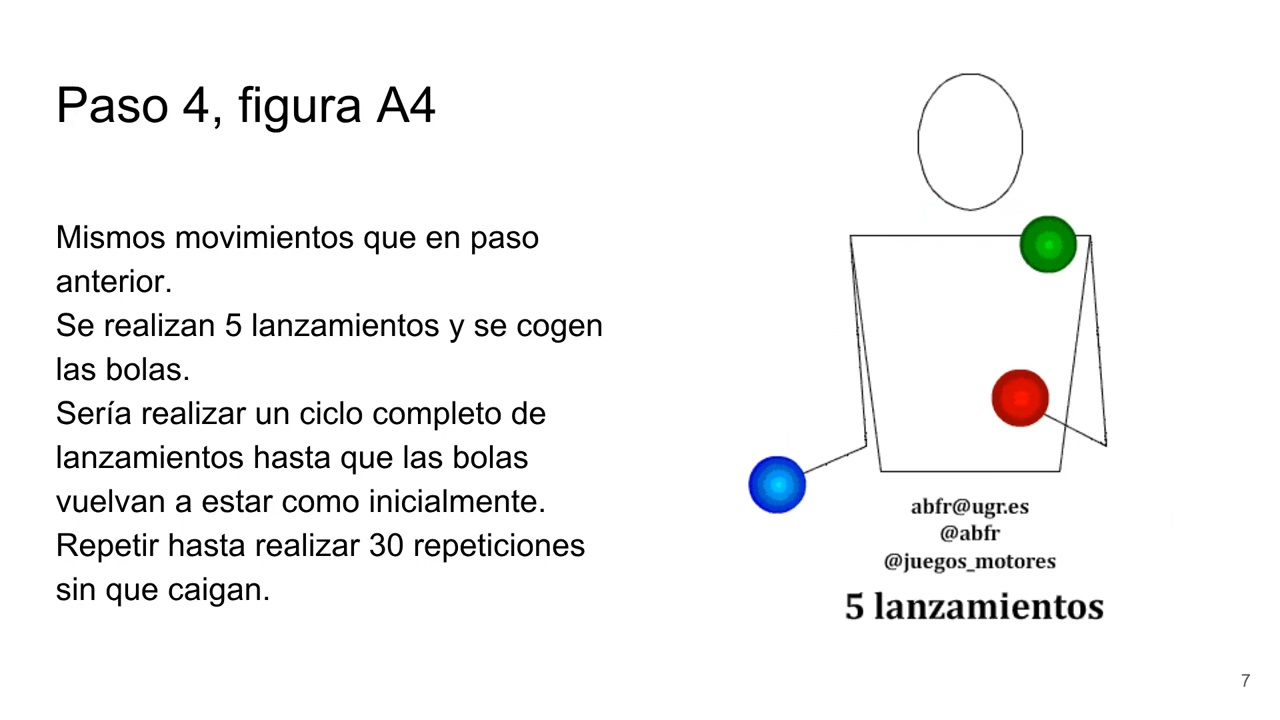 Paso 4, figura A4
Mismos movimientos que en paso
anterior.
Se realizan 5 lanzamientos y se cogen
las bolas.
Sería realizar un ciclo completo de
lanzamientos hasta que las bolas
vuelvan a estar como inicialmente.
Repetir hasta realizar 30 repeticiones
sin que caigan.
abfr@ugr.es
@abfr
@juegos_motores
5 lanzamientos
7